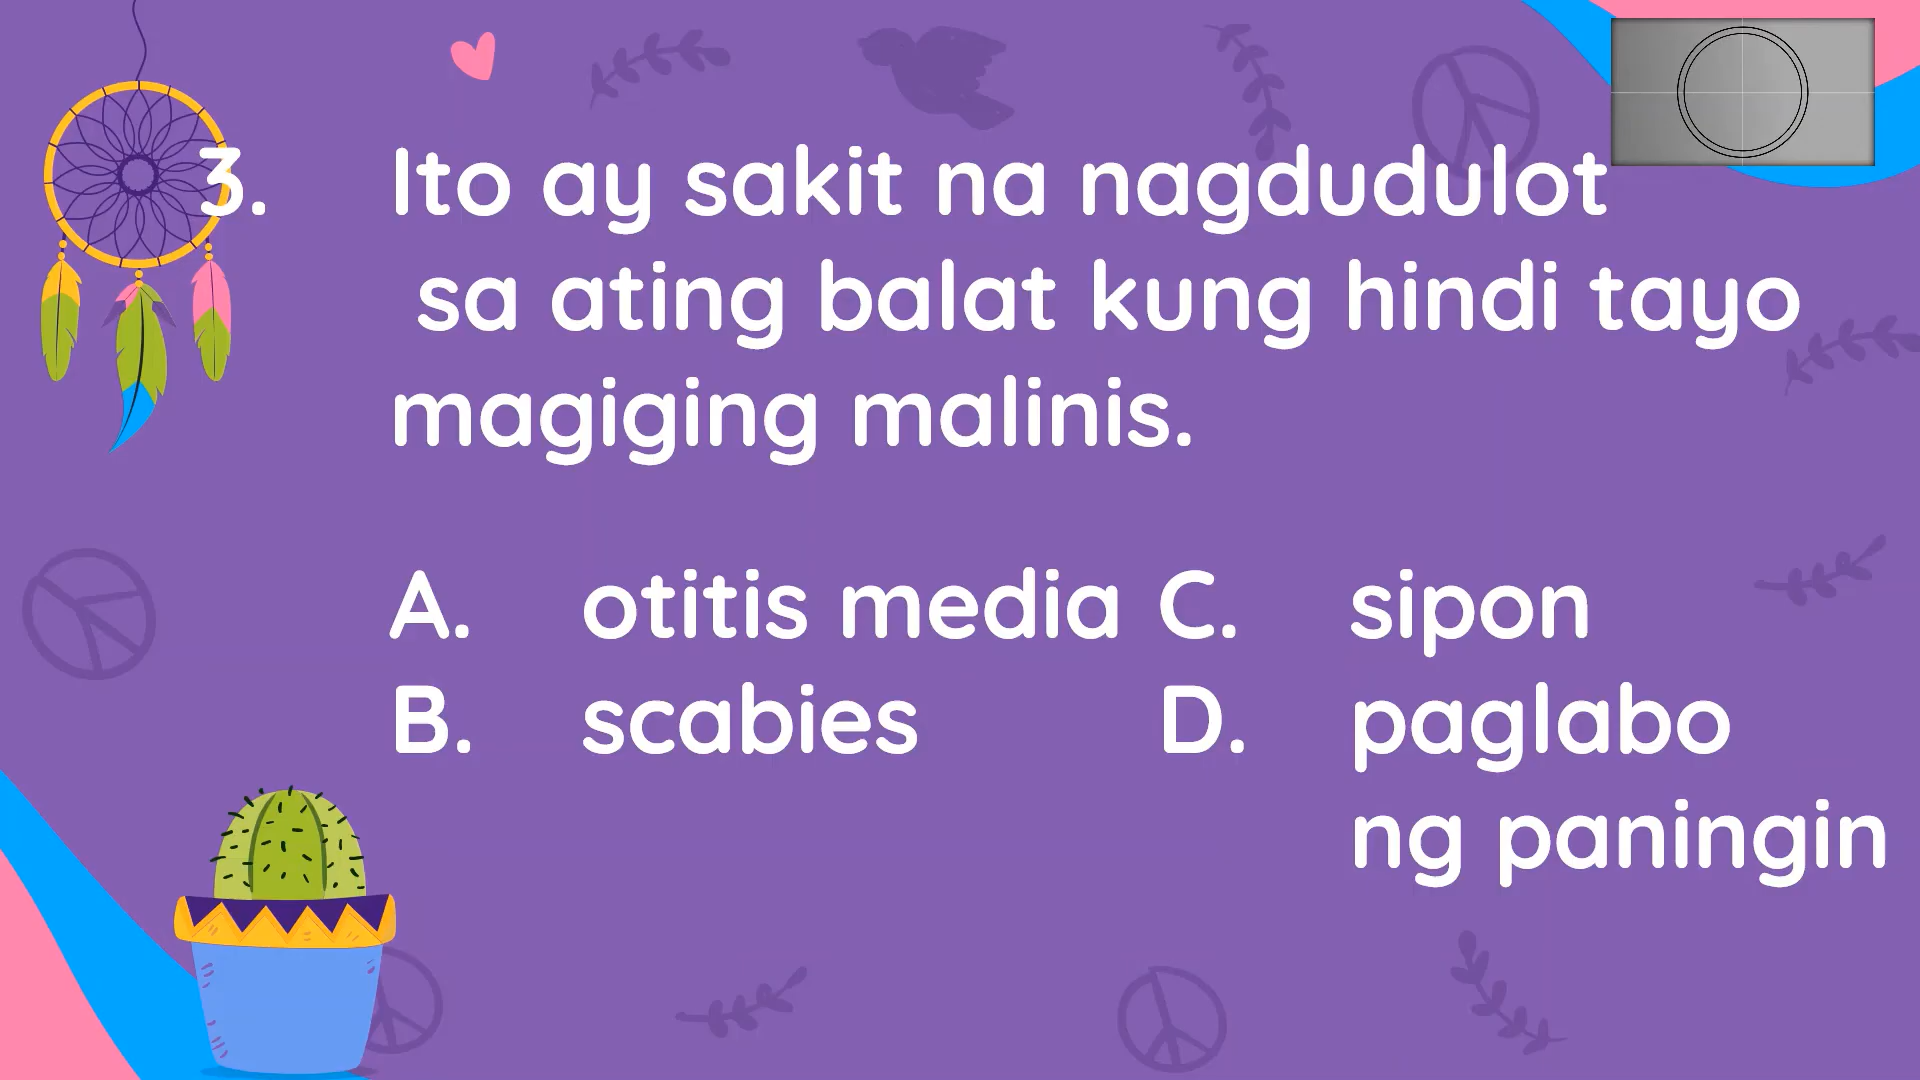 3. Ito ay sakit na nagdudulot
sa ating balat kung hindi tayo
magiging malinis.
A. otitis media C. sipon
B. scabies D. paglabo
ng paningin